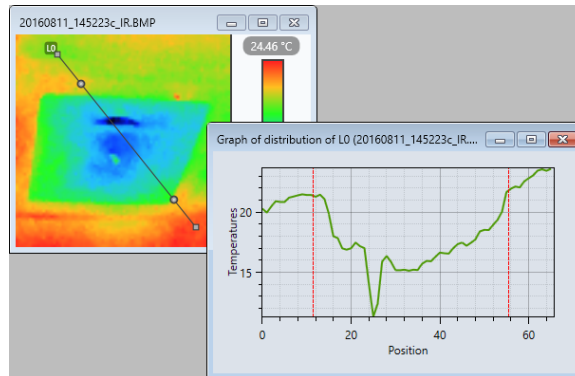 20160811_145223c_IR.BMP
L0
24.46 °C
Graph of distribution of L0 (20160811_145223c_IR....
Temperatures
20
15
0
20
40
60
Position